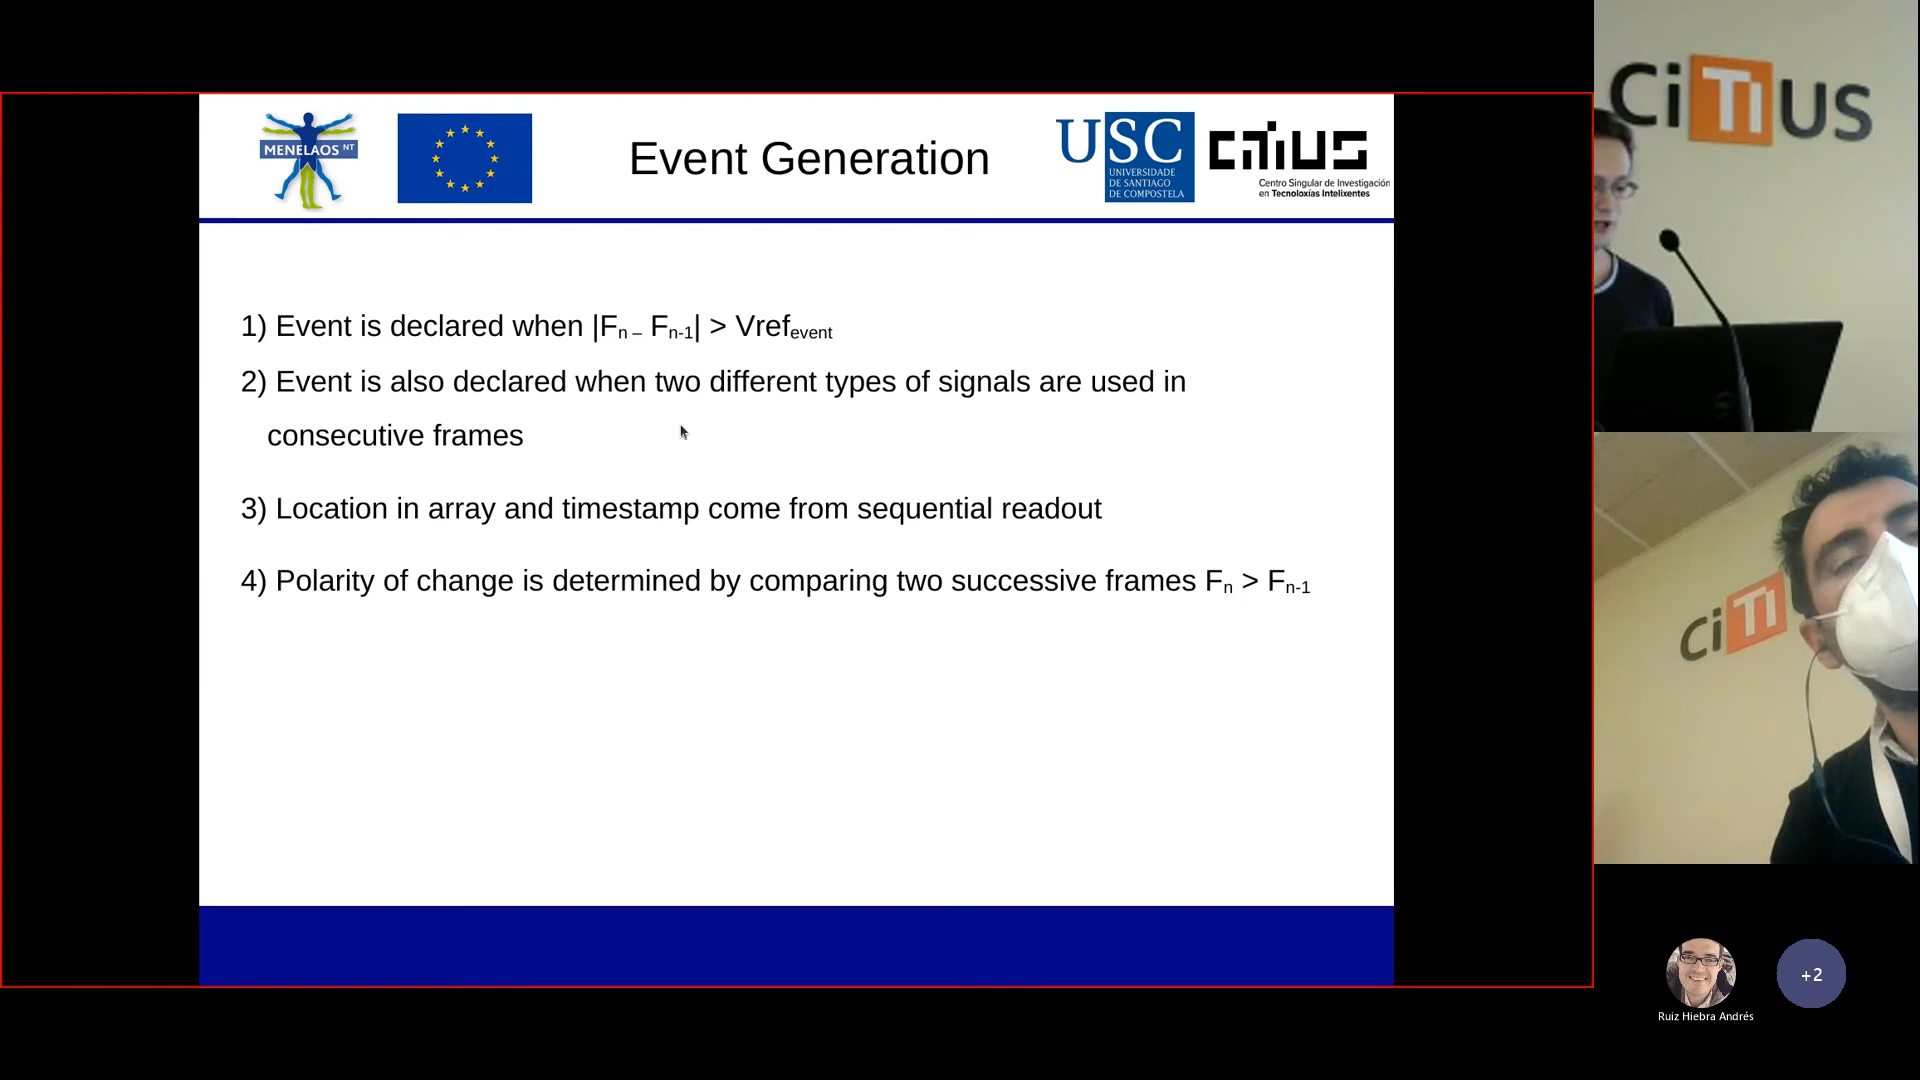 MENELAOS NT
Event Generation
USC
UNIVERSIDADE
DE SANTIAGO
DE COMPOSTELA
CiTIUS
Centro Singular de Investigación
en Tecnoloxías Intelixentes
1) Event is declared when |Fn – Fn-1| > Vrefevent
2) Event is also declared when two different types of signals are used in
consecutive frames
3) Location in array and timestamp come from sequential readout
4) Polarity of change is determined by comparing two successive frames Fn > Fn-1
CiTIUS
CiTI
Ruiz Hiebra Andrés
+2